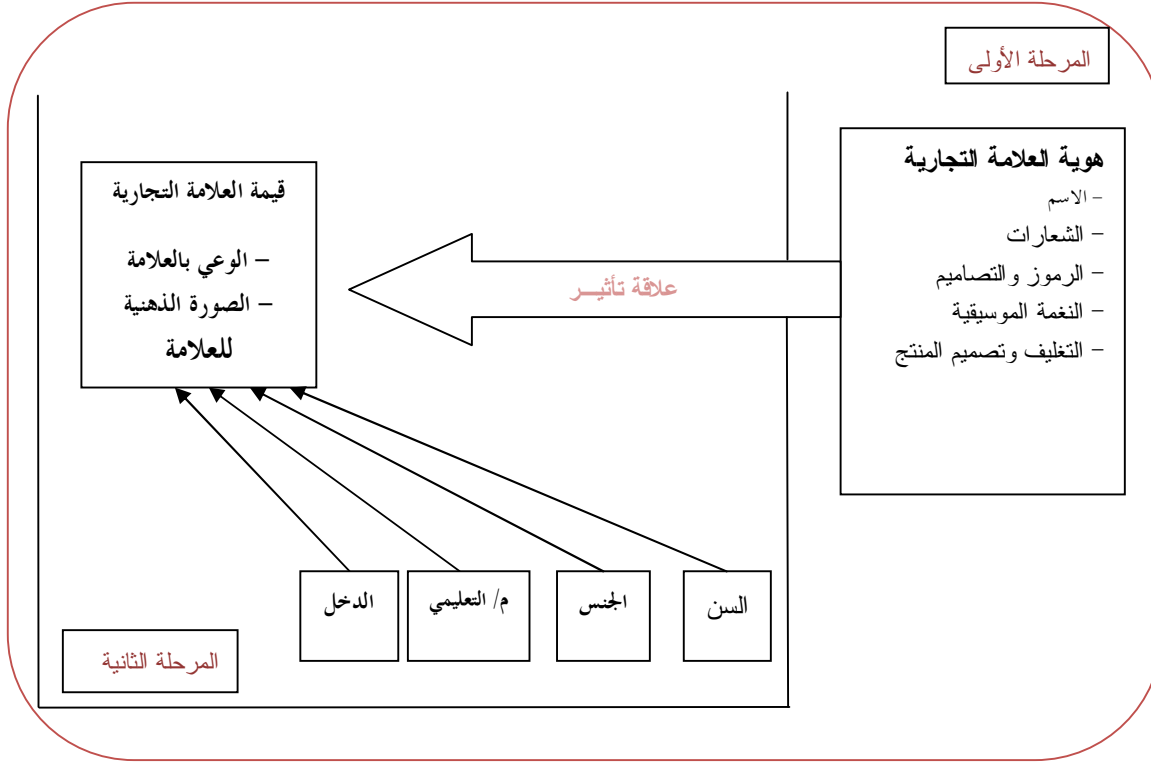 المرحلة الأولى
هوية العلامة التجارية
- الاسم
- الشعارات
- الرموز والتصاميم
- النغمة الموسيقية
- التغليف وتصميم المنتج
علاقة تأثيـــر
قيمة العلامة التجارية
- الوعي بالعلامة
- الصورة الذهنية
للعلامة
السن
الجنس
م/ التعليمي
الدخل
المرحلة الثانية